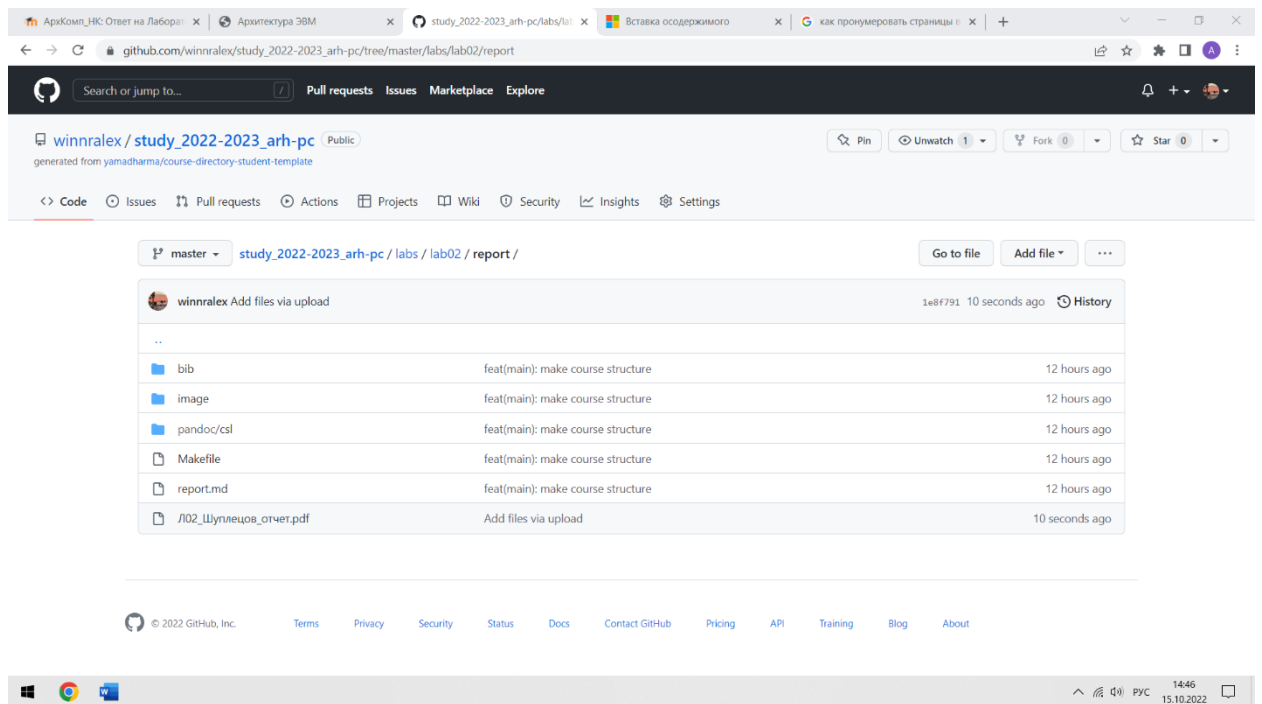 АрхКомп_НК: Ответ на Лаборат
Архитектура ЭВМ
study_2022-2023_arh-pc/labs/lab
Вставка осодержимого
как пронумеровать страницы в
github.com/winnralex/study_2022-2023_arh-pc/tree/master/labs/lab02/report
A
Search or jump to... / Pull requests Issues Marketplace Explore
winnralex / study_2022-2023_arh-pc Public
Pin Unwatch 1 Fork 0 Star 0
generated from yamadharma/course-directory-student-template
Code Issues Pull requests Actions Projects Wiki Security Insights Settings
master study_2022-2023_arh-pc / labs / lab02 / report /
Go to file Add file ...
winnralex Add files via upload 1e8f791 10 seconds ago History
..
bib feat(main): make course structure 12 hours ago
image feat(main): make course structure 12 hours ago
pandoc/csl feat(main): make course structure 12 hours ago
Makefile feat(main): make course structure 12 hours ago
report.md feat(main): make course structure 12 hours ago
Л02_Шуплецов_отчет.pdf Add files via upload 10 seconds ago
© 2022 GitHub, Inc. Terms Privacy Security Status Docs Contact GitHub Pricing API Training Blog About
РУС 14:46
15.10.2022